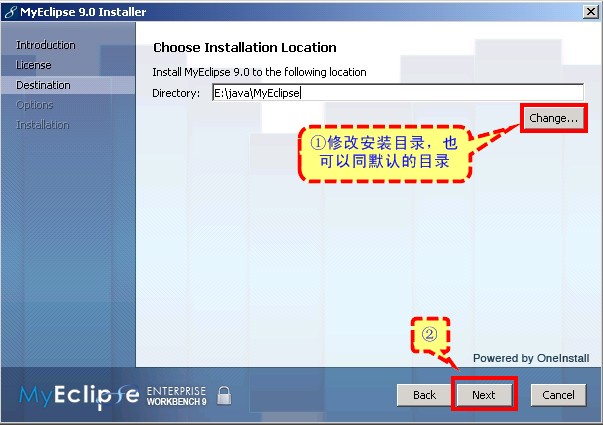 MyEclipse 9.0 Installer
Introduction
License
Destination
Options
Installation
Choose Installation Location
Install MyEclipse 9.0 to the following location
Directory: E:\java\MyEclipse
Change...
①修改安装目录，也
可以同默认的目录
②
Powered by OneInstall
MyEclipse ENTERPRISE
WORKBENCH 9
Back Next Cancel